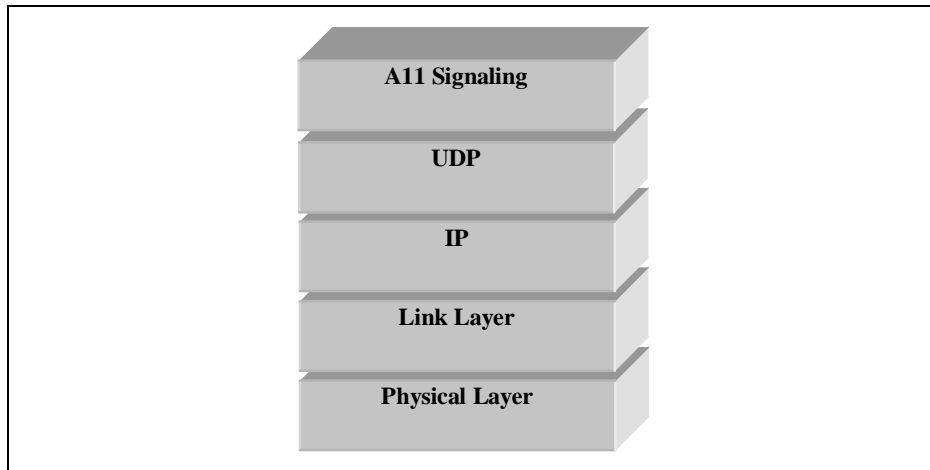 A11 Signaling
UDP
IP
Link Layer
Physical Layer